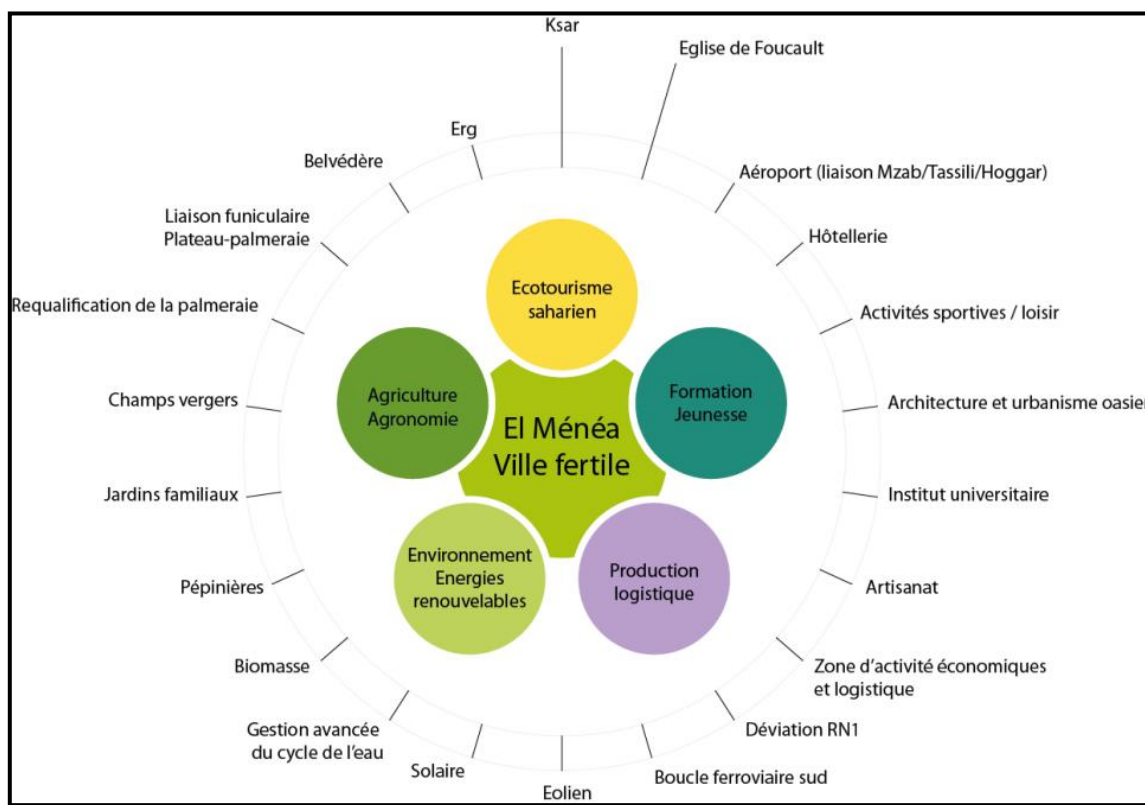 Ksar
Eglise de Foucault
Aéroport (liaison Mzab/Tassili/Hoggar)
Hôtellerie
Activités sportives / loisir
Architecture et urbanisme oasier
Institut universitaire
Artisanat
Zone d'activité économiques
et logistique
Déviation RN1
Boucle ferroviaire sud
Eolien
Solaire
Gestion avancée
du cycle de l'eau
Biomasse
Pépinières
Jardins familiaux
Champs vergers
Requalification de la palmeraie
Liaison funiculaire
Plateau-palmeraie
Belvédère
Erg
Ecotourisme
saharien
Formation
Jeunesse
Production
logistique
Environnement
Energies
renouvelables
Agriculture
Agronomie
El Ménéa
Ville fertile